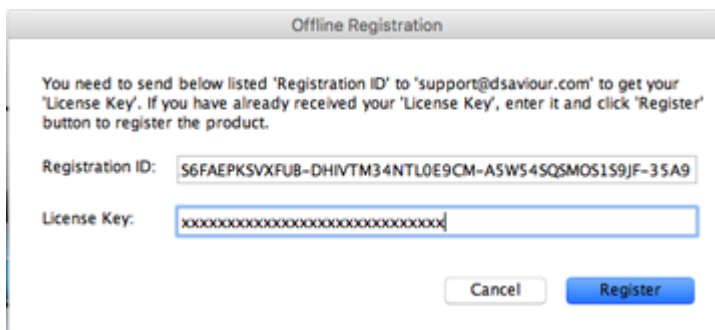 Offline Registration
You need to send below listed 'Registration ID' to 'support@dsaviour.com' to get your
'License Key'. If you have already received your 'License Key', enter it and click 'Register'
button to register the product.
Registration ID: S6FAEPKSVXFUB-DHIVTM34NTL0E9CM-A5W54SQSMOS1S9JF-35A9
License Key: xxxxxxxxxxxxxxxxxxxxxxxxxxxxx
Cancel Register